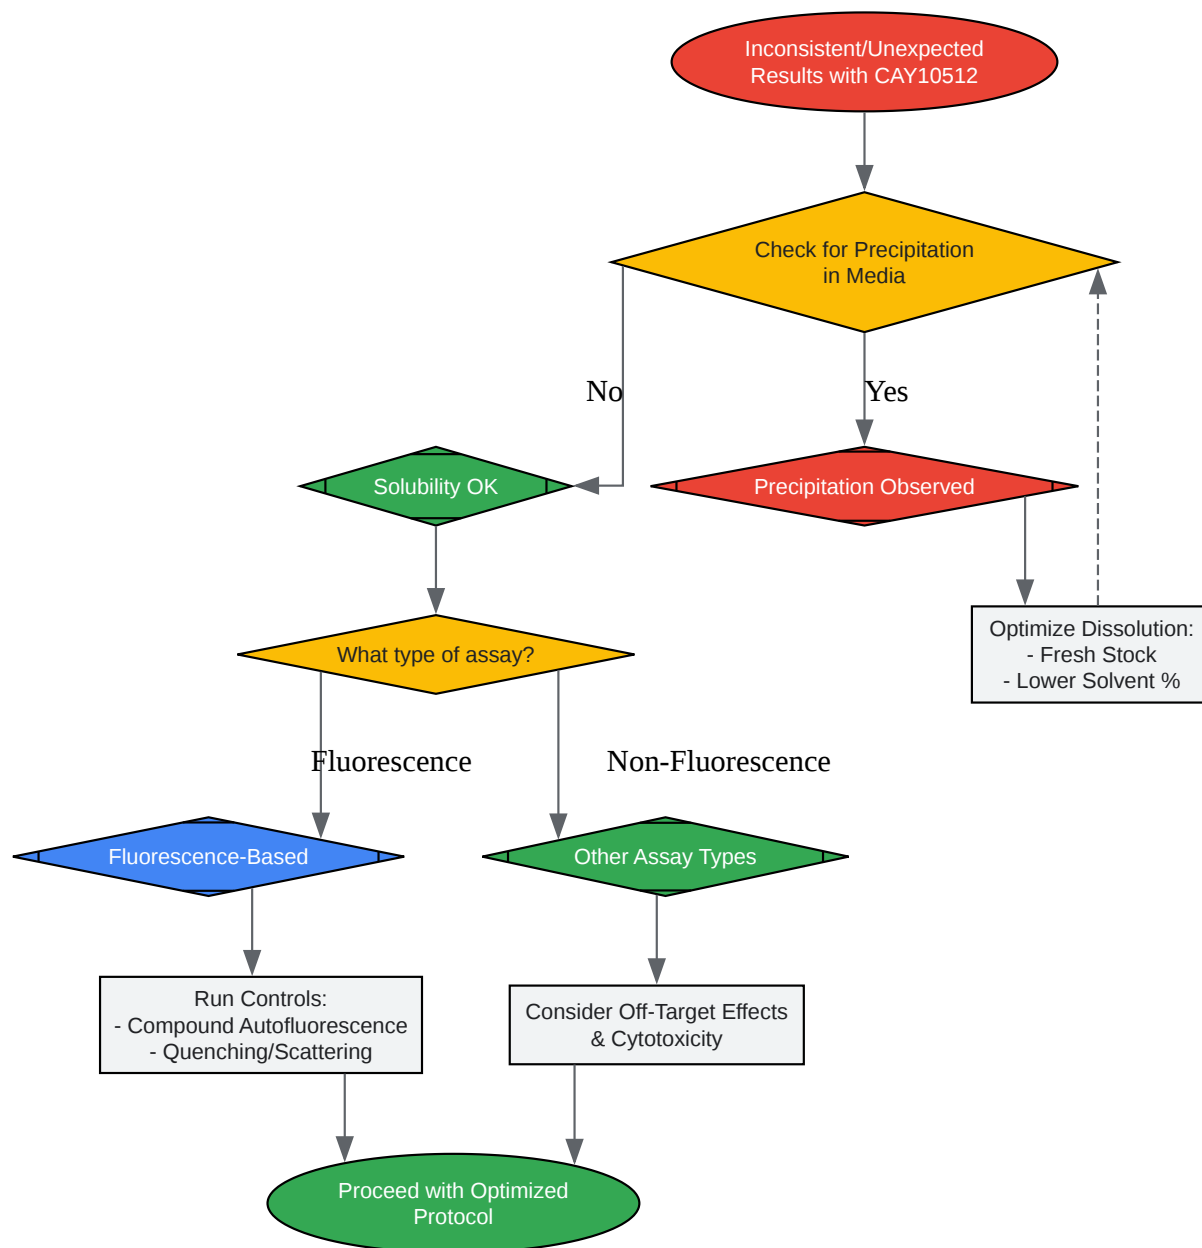 Inconsistent/Unexpected
Results with CAY10512
Check for Precipitation
in Media
No
Yes
Solubility OK
Precipitation Observed
Optimize Dissolution:
- Fresh Stock
- Lower Solvent %
What type of assay?
Fluorescence
Non-Fluorescence
Fluorescence-Based
Other Assay Types
Run Controls:
- Compound Autofluorescence
- Quenching/Scattering
Consider Off-Target Effects
& Cytotoxicity
Proceed with Optimized
Protocol